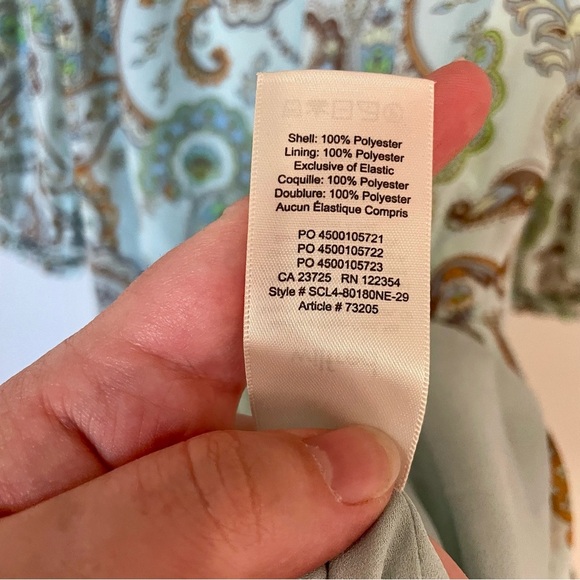 Shell: 100% Polyester
Lining: 100% Polyester
Exclusive of Elastic
Coquille: 100% Polyester
Doublure: 100% Polyester
Aucun Élastique Compris
PO 4500105721
PO 4500105722
PO 4500105723
CA 23725 RN 122354
Style # SCL4-80180NE-29
Article # 73205